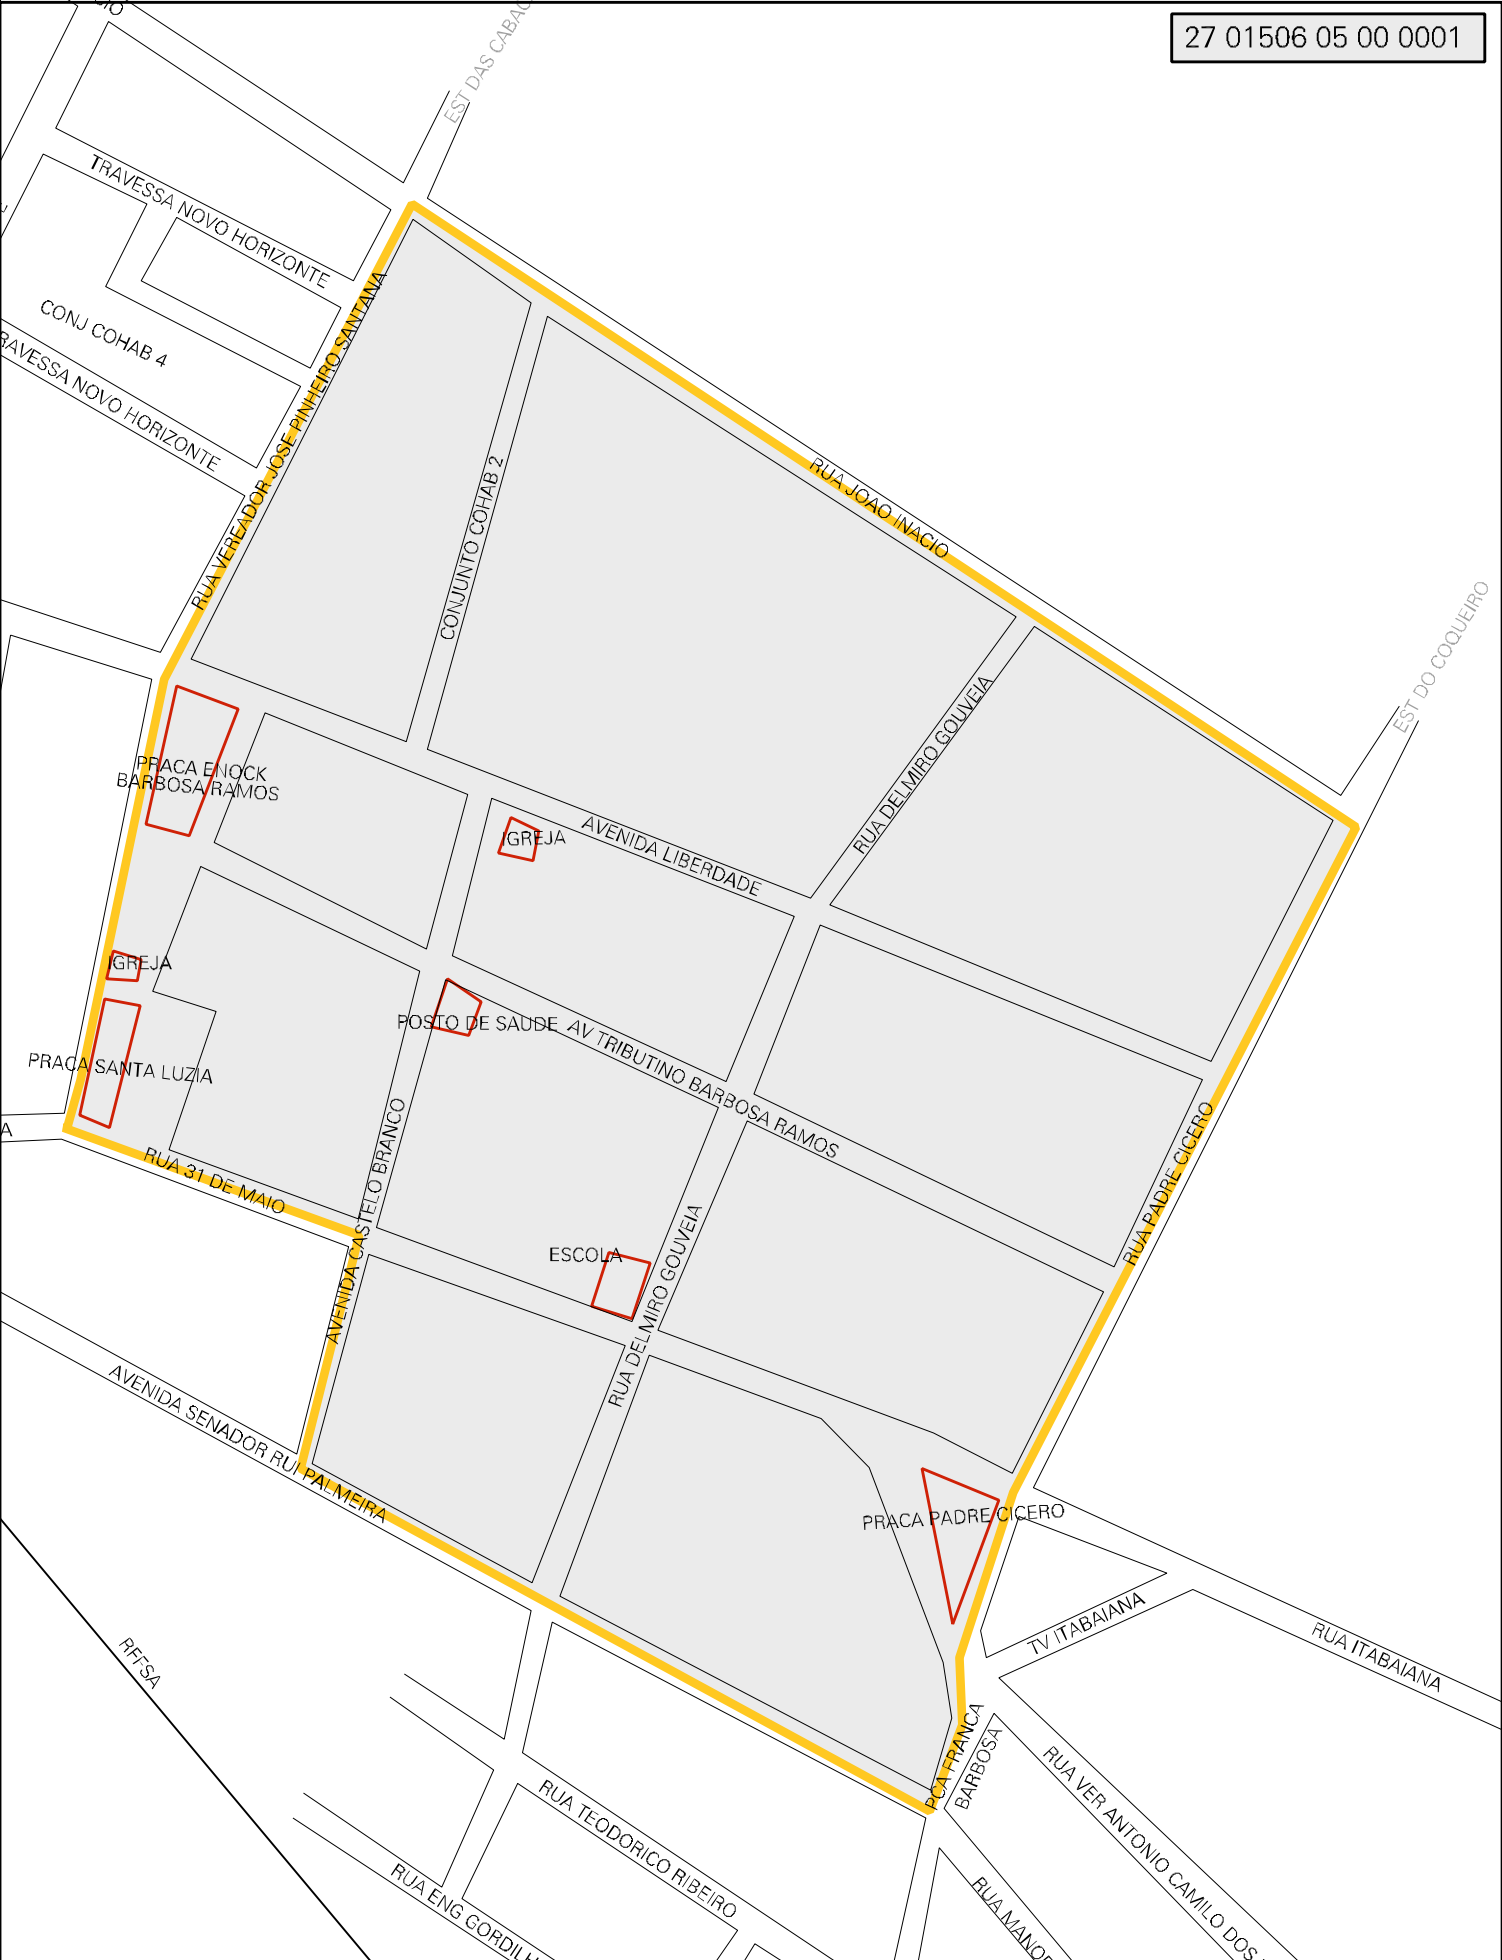 27 01506 05 00 0001
EST DAS CABAC
TRAVESSA NOVO HORIZONTE
CONJ COHAB 4
RAVESSA NOVO HORIZONTE
RUA VEREADOR JOSE PINHEIRO SANTANA
CONJUNTO COHAB 2
RUA JOAO INACIO
EST DO COQUEIRO
RUA DELMIRO GOUVEIA
PRACA ENOCK
BARBOSA RAMOS
IGREJA
AVENIDA LIBERDADE
IGREJA
POSTO DE SAUDE
AV TRIBUTINO BARBOSA RAMOS
PRACA SANTA LUZIA
A
RUA 31 DE MAIO
AVENIDA CASTELO BRANCO
RUA PADRE CICERO
ESCOLA
RUA DELMIRO GOUVEIA
AVENIDA SENADOR RUI PALMEIRA
PRACA PADRE CICERO
TV ITABAIANA
RUA ITABAIANA
RFFSA
PCA FRANCA
BARBOSA
RUA VER ANTONIO CAMILO DOS
RUA TEODORICO RIBEIRO
RUA ENG GORDILH
RUA MANOE